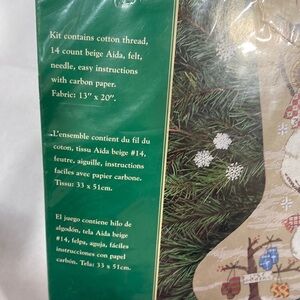 Kit contains cotton thread,
14 count beige Aida, felt,
needle, easy instructions
with carbon paper.
Fabric: 13" x 20".
L'ensemble contient du fil du
coton, tissu Aida beige #14,
feutre, aiguille, instructions
faciles avec papier carbone.
Tissu: 33 x 51cm.
El juego contiene hilo de
algodón, tela Aida beige
#14, felpa, aguja, fáciles
instrucciones con papel
carbón. Tela: 33 x 51cm.